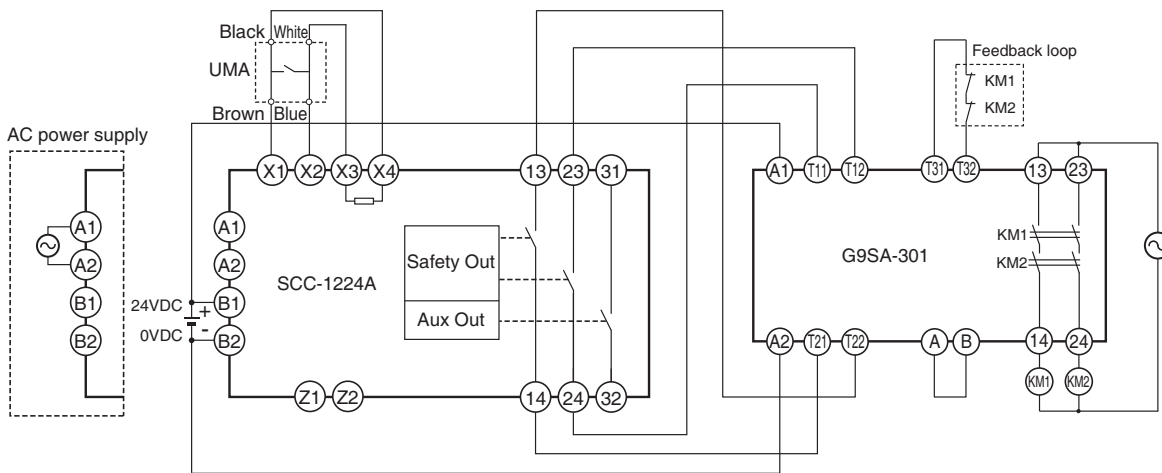 Black White
UMA
Brown Blue
AC power supply
A1
A2
B1
B2
24VDC
0VDC
+
-
X1 X2 X3 X4 13 23 31
A1
A2
B1
B2
Safety Out
Aux Out
SCC-1224A
Z1 Z2 14 24 32
Feedback loop
KM1
KM2
A1 T11 T12 T31 T32 13 23
KM1
KM2
G9SA-301
A2 T21 T22 A B 14 24
KM1 KM2